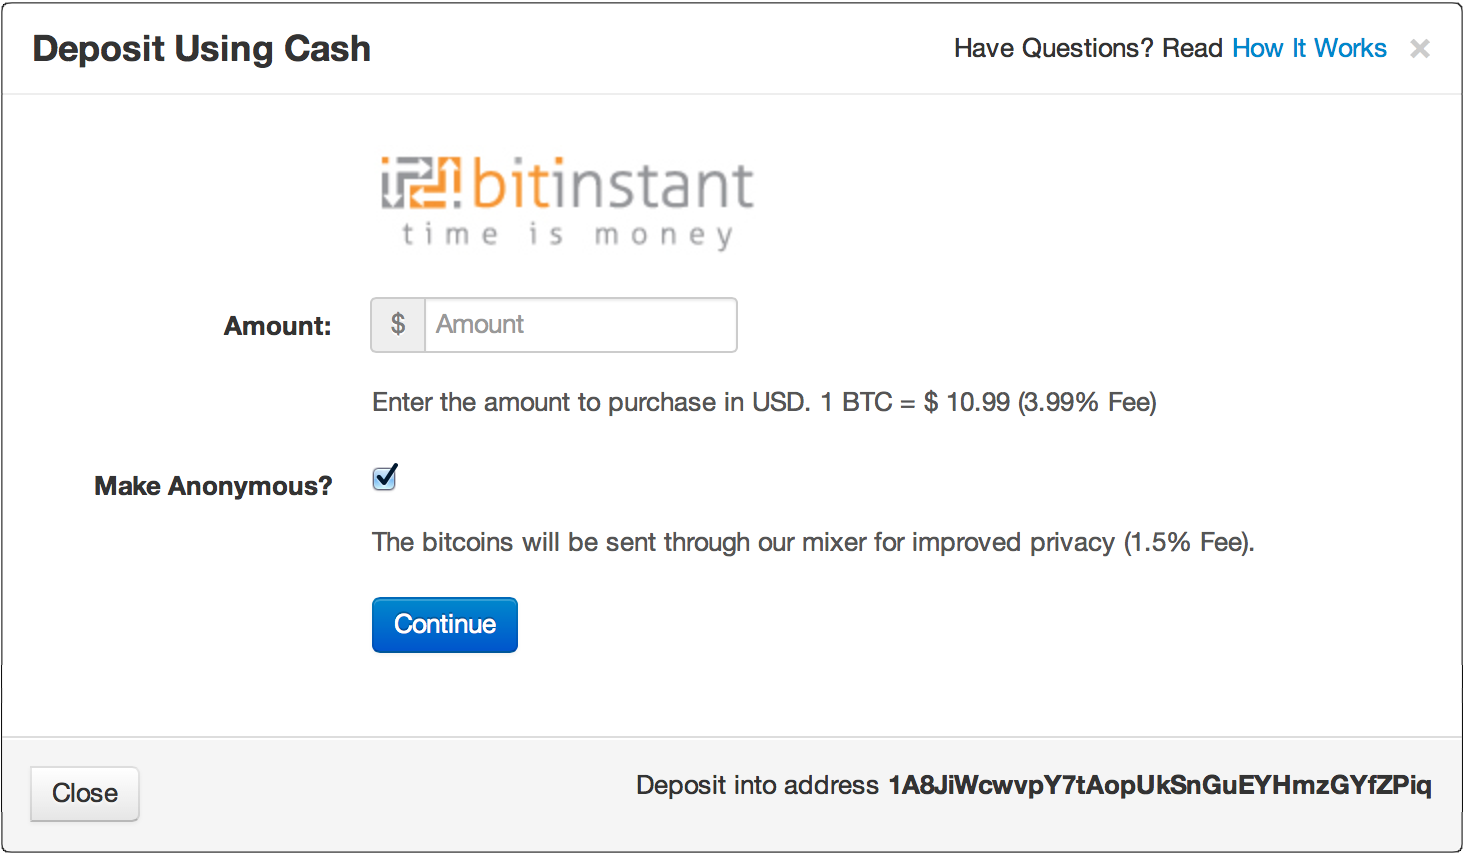 Deposit Using Cash
Have Questions? Read How It Works ×
bitinstant
time is money
Amount:
$ Amount
Enter the amount to purchase in USD. 1 BTC = $ 10.99 (3.99% Fee)
Make Anonymous?
The bitcoins will be sent through our mixer for improved privacy (1.5% Fee).
Continue
Close
Deposit into address 1A8JiWcwvpY7tAopUkSnGuEYHmzGYfZPiq